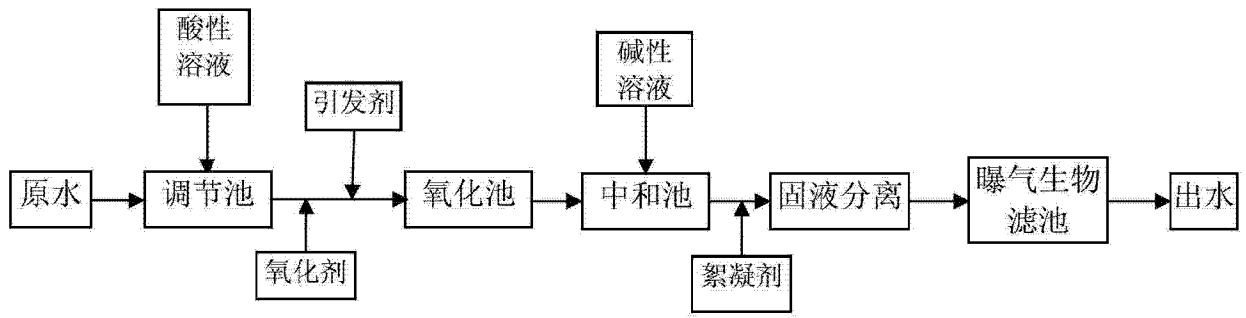 酸性
溶液
引发剂
碱性
溶液
原水
调节池
氧化池
中和池
固液分离
曝气生物
滤池
出水
氧化剂
絮凝剂